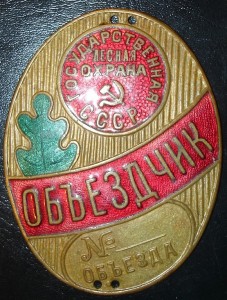 ГОСУДАРСТВЕННАЯ
ЛЕСНАЯ
ОХРАНА
СССР
ОБЪЕЗДЧИК
№
ОБЪЕЗДА